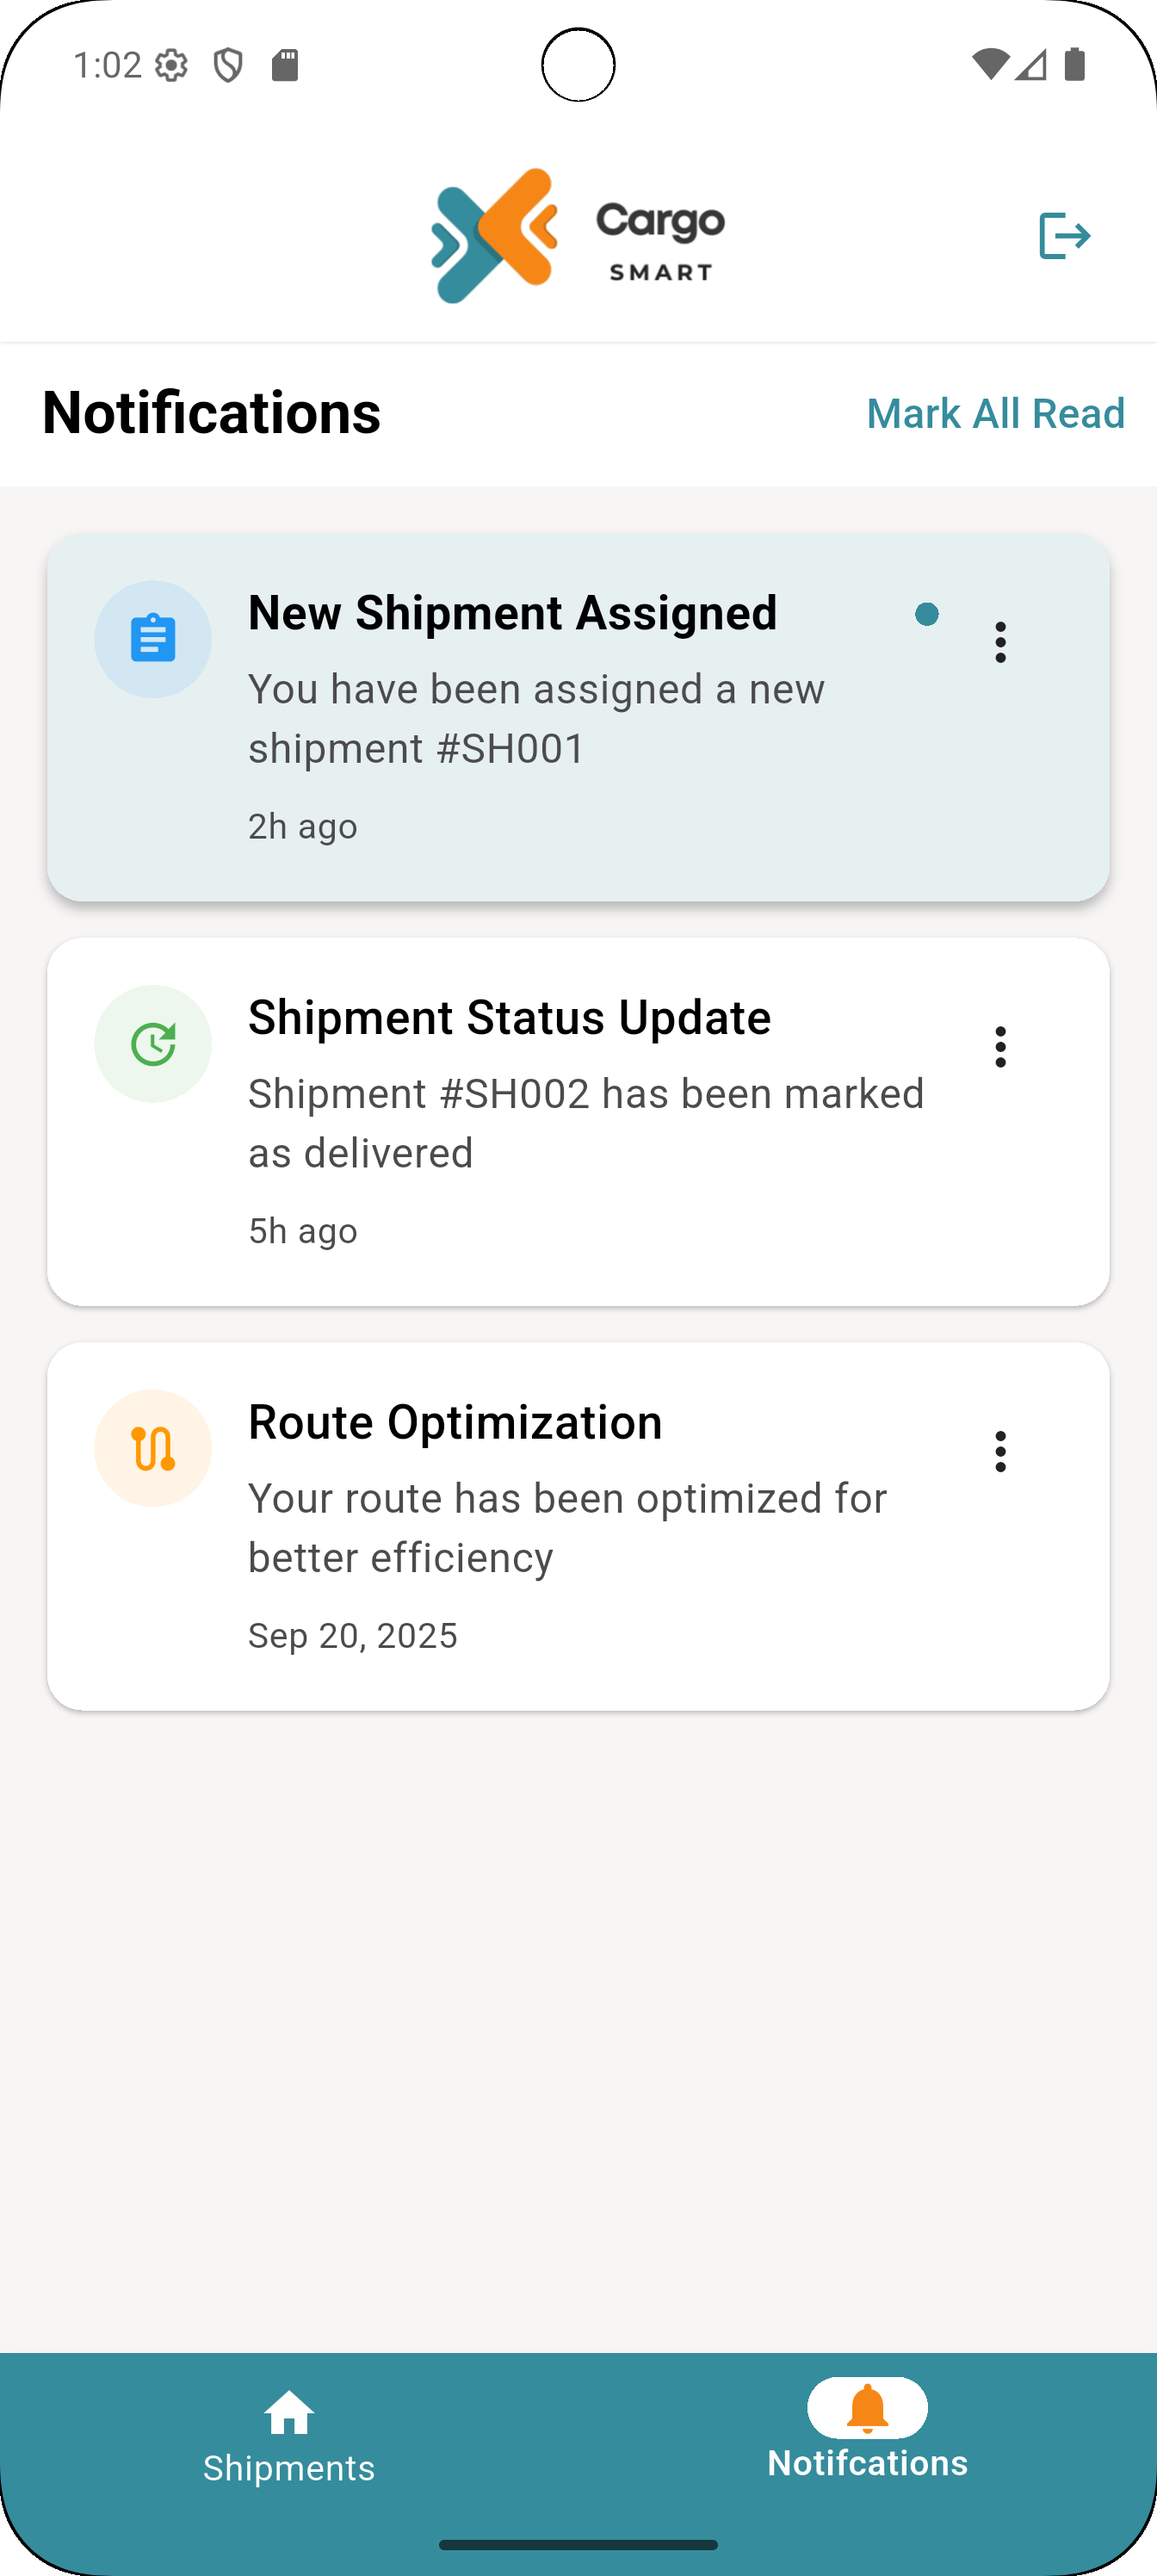 1:02
Cargo
SMART
Notifications
Mark All Read
New Shipment Assigned
You have been assigned a new
shipment #SH001
2h ago
Shipment Status Update
Shipment #SH002 has been marked
as delivered
5h ago
Route Optimization
Your route has been optimized for
better efficiency
Sep 20, 2025
Shipments
Notifcations